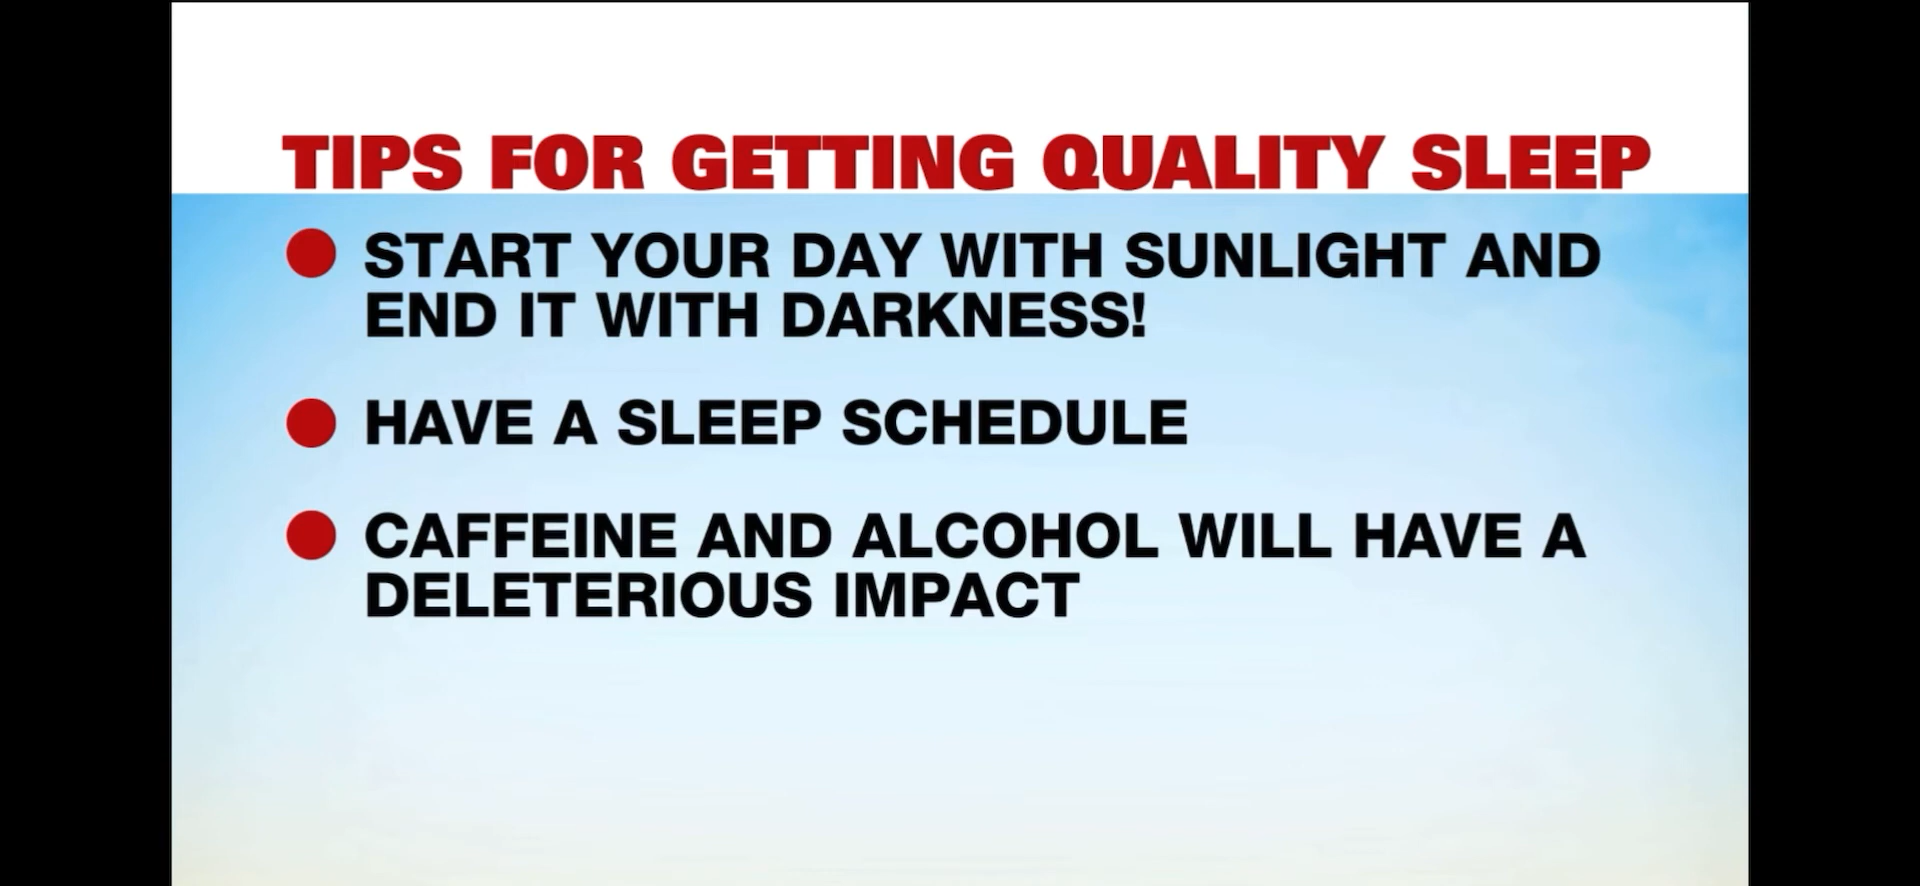 TIPS FOR GETTING QUALITY SLEEP
START YOUR DAY WITH SUNLIGHT AND
END IT WITH DARKNESS!
HAVE A SLEEP SCHEDULE
CAFFEINE AND ALCOHOL WILL HAVE A
DELETERIOUS IMPACT